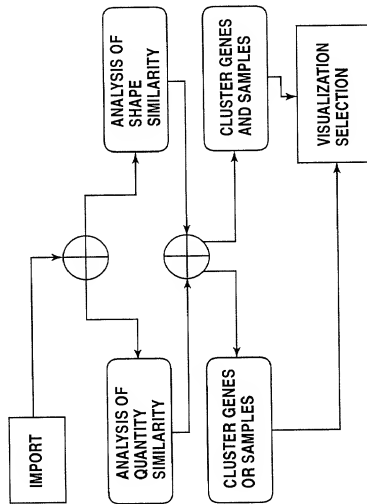 IMPORT
ANALYSIS OF
QUANTITY
SIMILARITY
ANALYSIS OF
SHAPE
SIMILARITY
CLUSTER GENES
OR SAMPLES
CLUSTER GENES
AND SAMPLES
VISUALIZATION
SELECTION